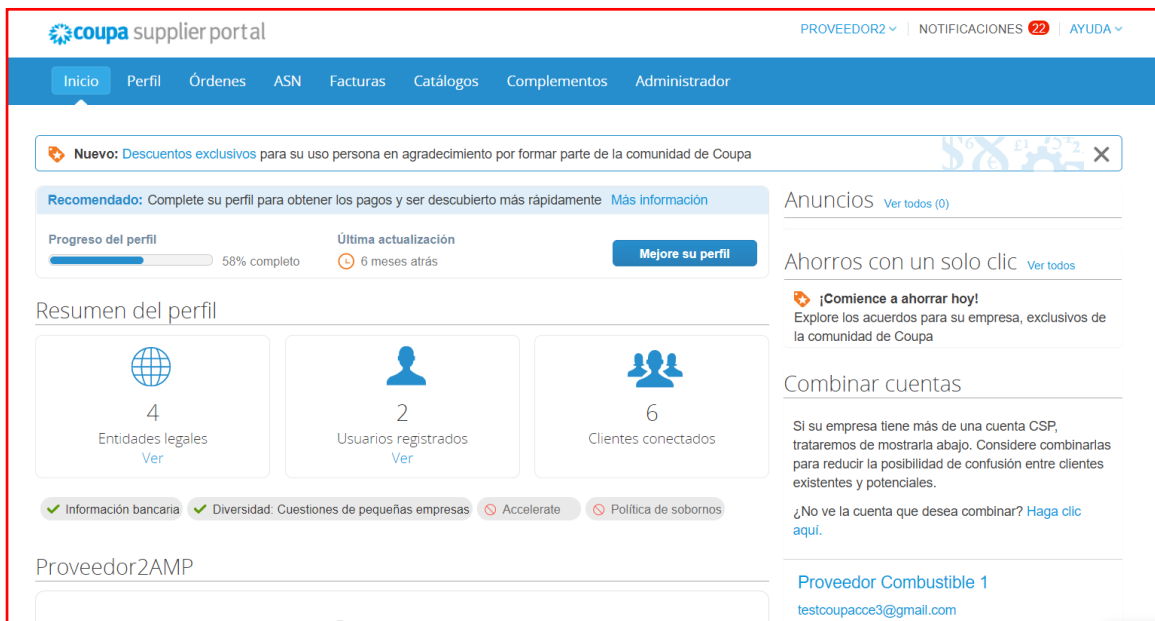 coupa supplier portal
PROVEEDOR2 NOTIFICACIONES 22 AYUDA
Inicio Perfil Órdenes ASN Facturas Catálogos Complementos Administrador
Nuevo: Descuentos exclusivos para su uso persona en agradecimiento por formar parte de la comunidad de Coupa
Recomendado: Complete su perfil para obtener los pagos y ser descubierto más rápidamente Más información
Progreso del perfil
58% completo
Última actualización
6 meses atrás
Mejore su perfil
Resumen del perfil
4
Entidades legales
Ver
2
Usuarios registrados
Ver
6
Clientes conectados
Información bancaria
Diversidad: Cuestiones de pequeñas empresas
Accelerate
Política de sobornos
Proveedor2AMP
Anuncios Ver todos (0)
Ahorros con un solo clic Ver todos
¡Comience a ahorrar hoy!
Explore los acuerdos para su empresa, exclusivos de
la comunidad de Coupa
Combinar cuentas
Si su empresa tiene más de una cuenta CSP,
trataremos de mostrarla abajo. Considere combinarlas
para reducir la posibilidad de confusión entre clientes
existentes y potenciales.
¿No ve la cuenta que desea combinar? Haga clic
aquí.
Proveedor Combustible 1
testcoupacce3@gmail.com